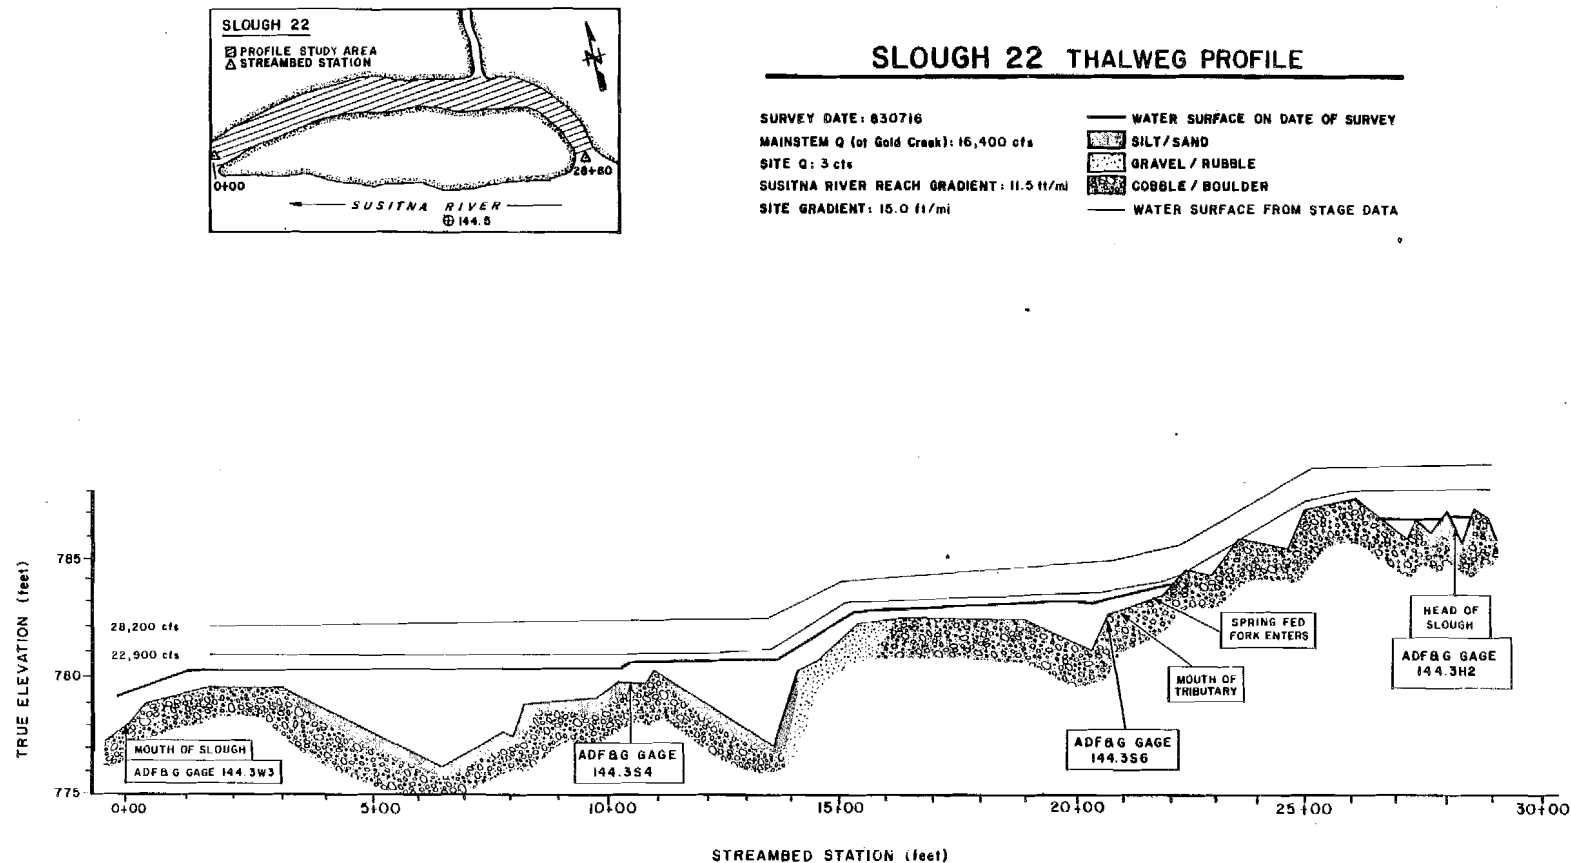 SLOUGH 22
PROFILE STUDY AREA
STREAMBED STATION
N
0+00
28+60
SUSITNA RIVER
144.5
SLOUGH 22 THALWEG PROFILE
SURVEY DATE: 830716
MAINSTEM Q (at Gold Creek): 16,400 cfs
SITE Q: 3 cfs
SUSITNA RIVER REACH GRADIENT: 11.5 ft/mi
SITE GRADIENT: 15.0 ft/mi
WATER SURFACE ON DATE OF SURVEY
SILT/SAND
GRAVEL / RUBBLE
COBBLE / BOULDER
WATER SURFACE FROM STAGE DATA
TRUE ELEVATION (feet)
785
780
775
28,200 cfs
22,900 cfs
MOUTH OF SLOUGH
ADF&G GAGE 144.3W3
ADF&G GAGE
144.3S4
ADF&G GAGE
144.3S6
MOUTH OF
TRIBUTARY
SPRING FED
FORK ENTERS
HEAD OF
SLOUGH
ADF&G GAGE
144.3H2
0+00
5+00
10+00
15+00
20+00
25+00
30+00
STREAMBED STATION (feet)